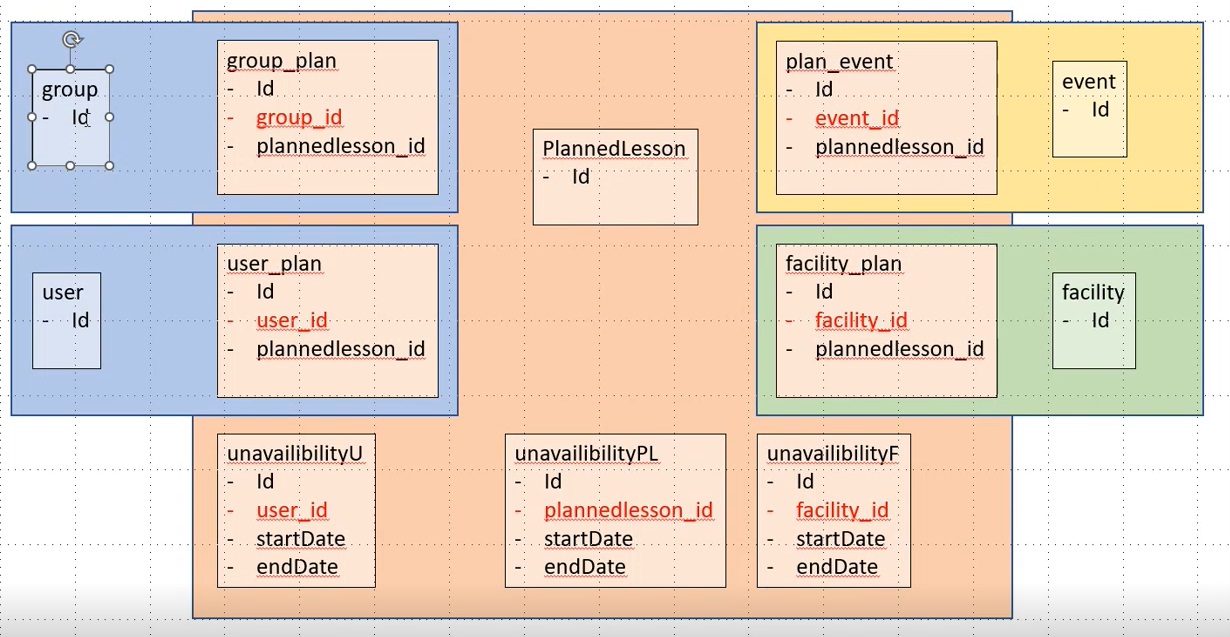 group
- Id
group_plan
- Id
- group_id
- plannedlesson_id
PlannedLesson
- Id
plan_event
- Id
- event_id
- plannedlesson_id
event
- Id
user
- Id
user_plan
- Id
- user_id
- plannedlesson_id
facility_plan
- Id
- facility_id
- plannedlesson_id
facility
- Id
unavailibilityU
- Id
- user_id
- startDate
- endDate
unavailibilityPL
- Id
- plannedlesson_id
- startDate
- endDate
unavailibilityF
- Id
- facility_id
- startDate
- endDate